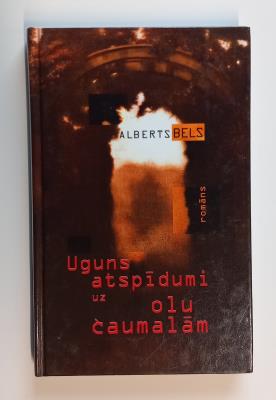 ALBERTS BELS
romāns
Uguns
atspīdumi
uz
olu
čaumalām